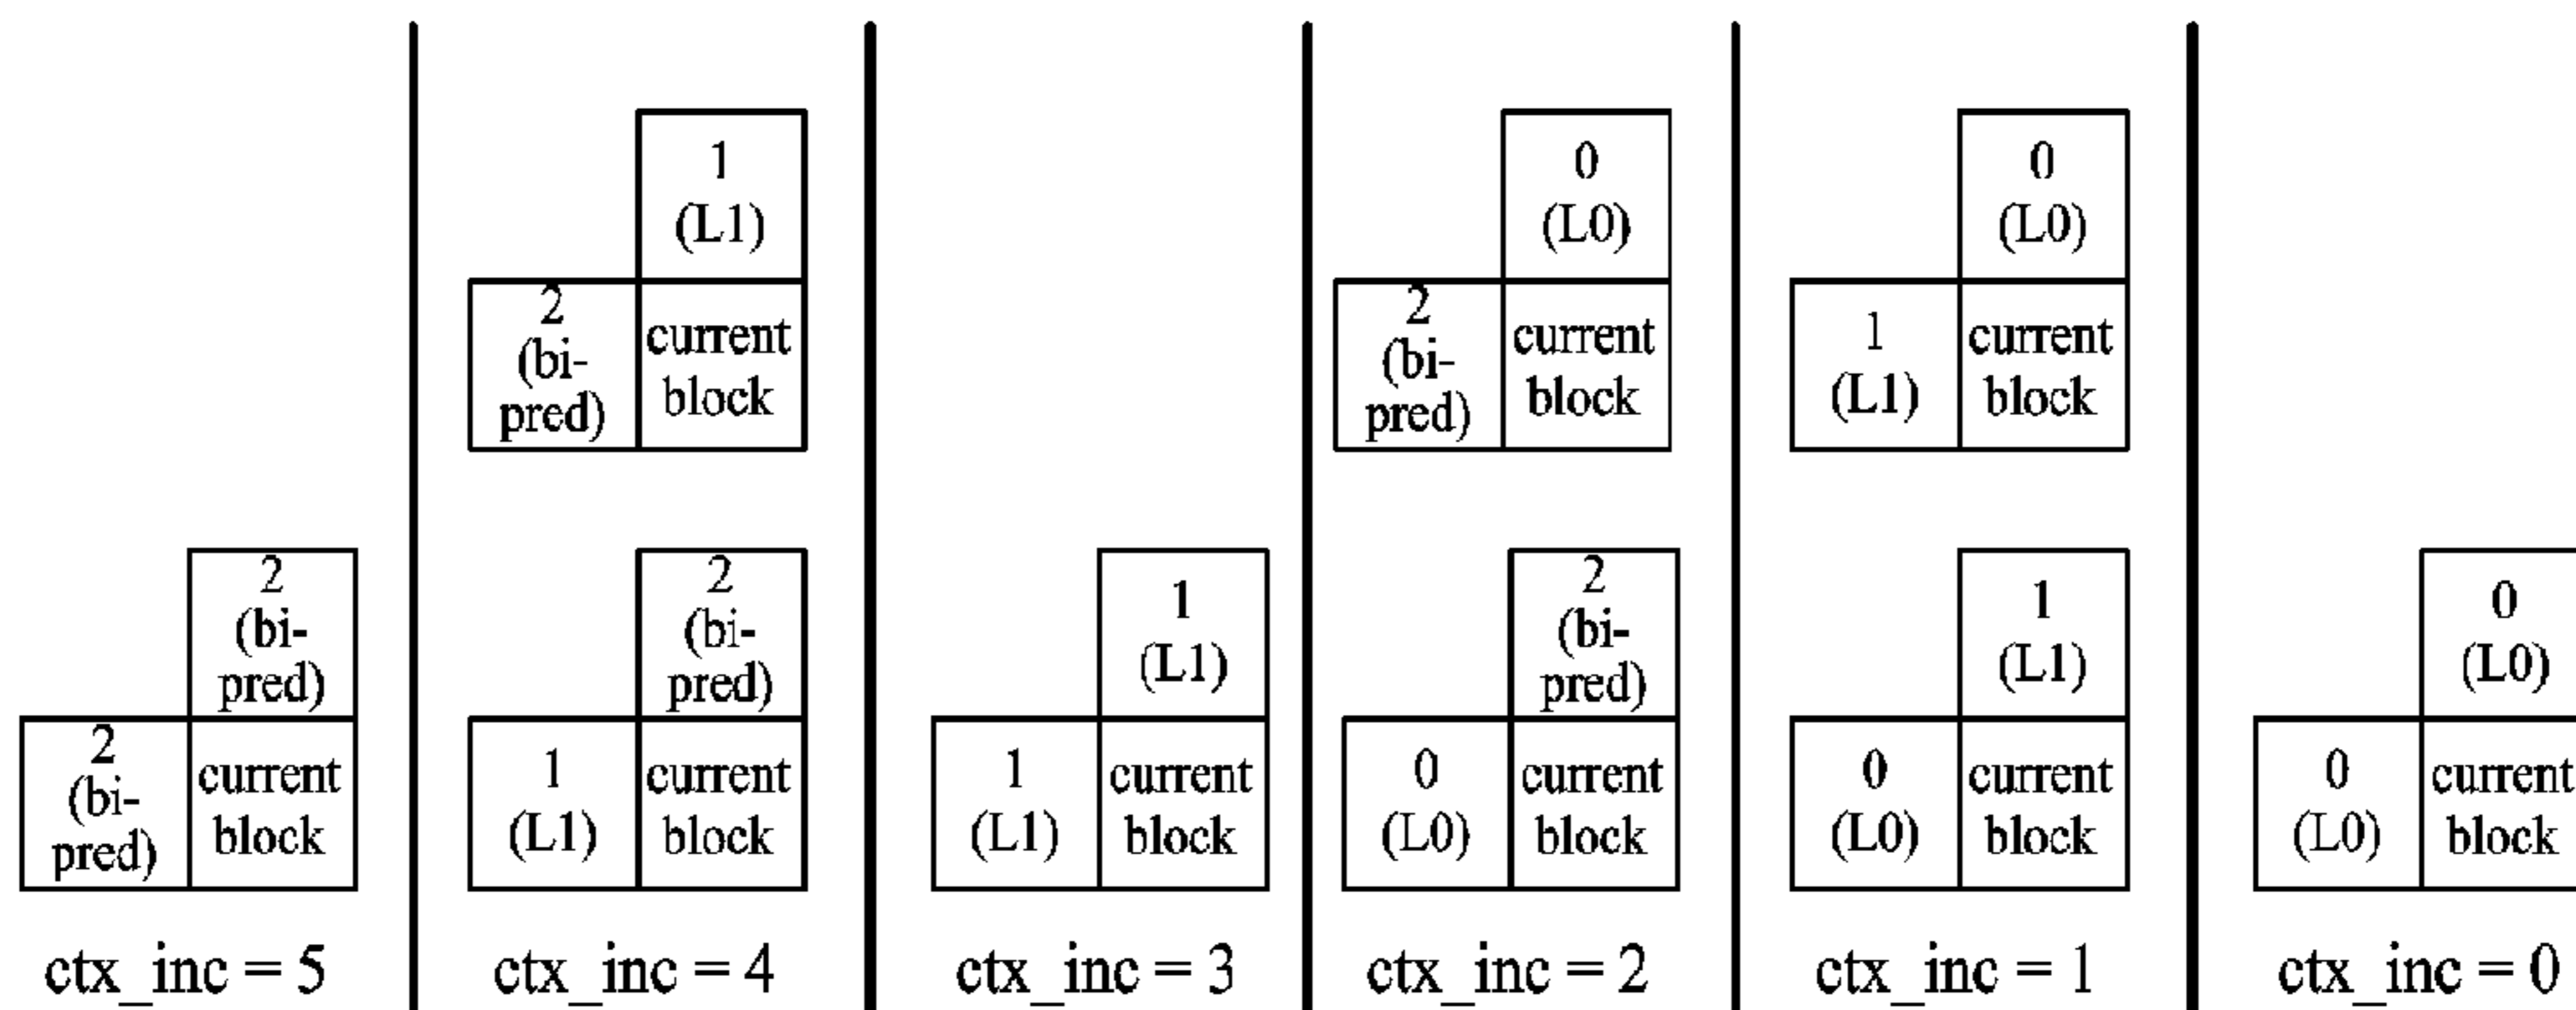 2
(bi-
pred)
2
(bi-
pred)
current
block
ctx_inc = 5
1
(L1)
2
(bi-
pred)
current
block
2
(bi-
pred)
1
(L1)
current
block
ctx_inc = 4
1
(L1)
1
(L1)
current
block
ctx_inc = 3
0
(L0)
2
(bi-
pred)
current
block
2
(bi-
pred)
0
(L0)
current
block
ctx_inc = 2
0
(L0)
1
(L1)
current
block
1
(L1)
0
(L0)
current
block
ctx_inc = 1
0
(L0)
0
(L0)
current
block
ctx_inc = 0